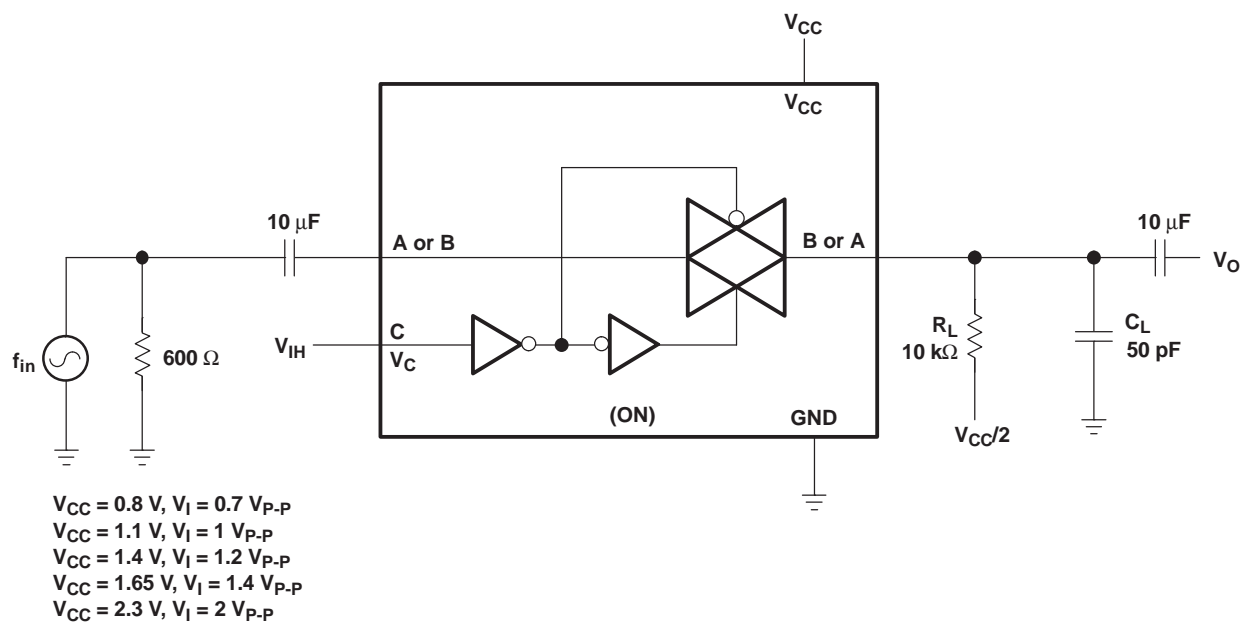 VCC
VCC
10 μF
A or B
B or A
10 μF
VO
fin
600 Ω
VIH
C
VC
RL
10 kΩ
CL
50 pF
(ON)
GND
VCC/2
VCC = 0.8 V, VI = 0.7 VP-P
VCC = 1.1 V, VI = 1 VP-P
VCC = 1.4 V, VI = 1.2 VP-P
VCC = 1.65 V, VI = 1.4 VP-P
VCC = 2.3 V, VI = 2 VP-P